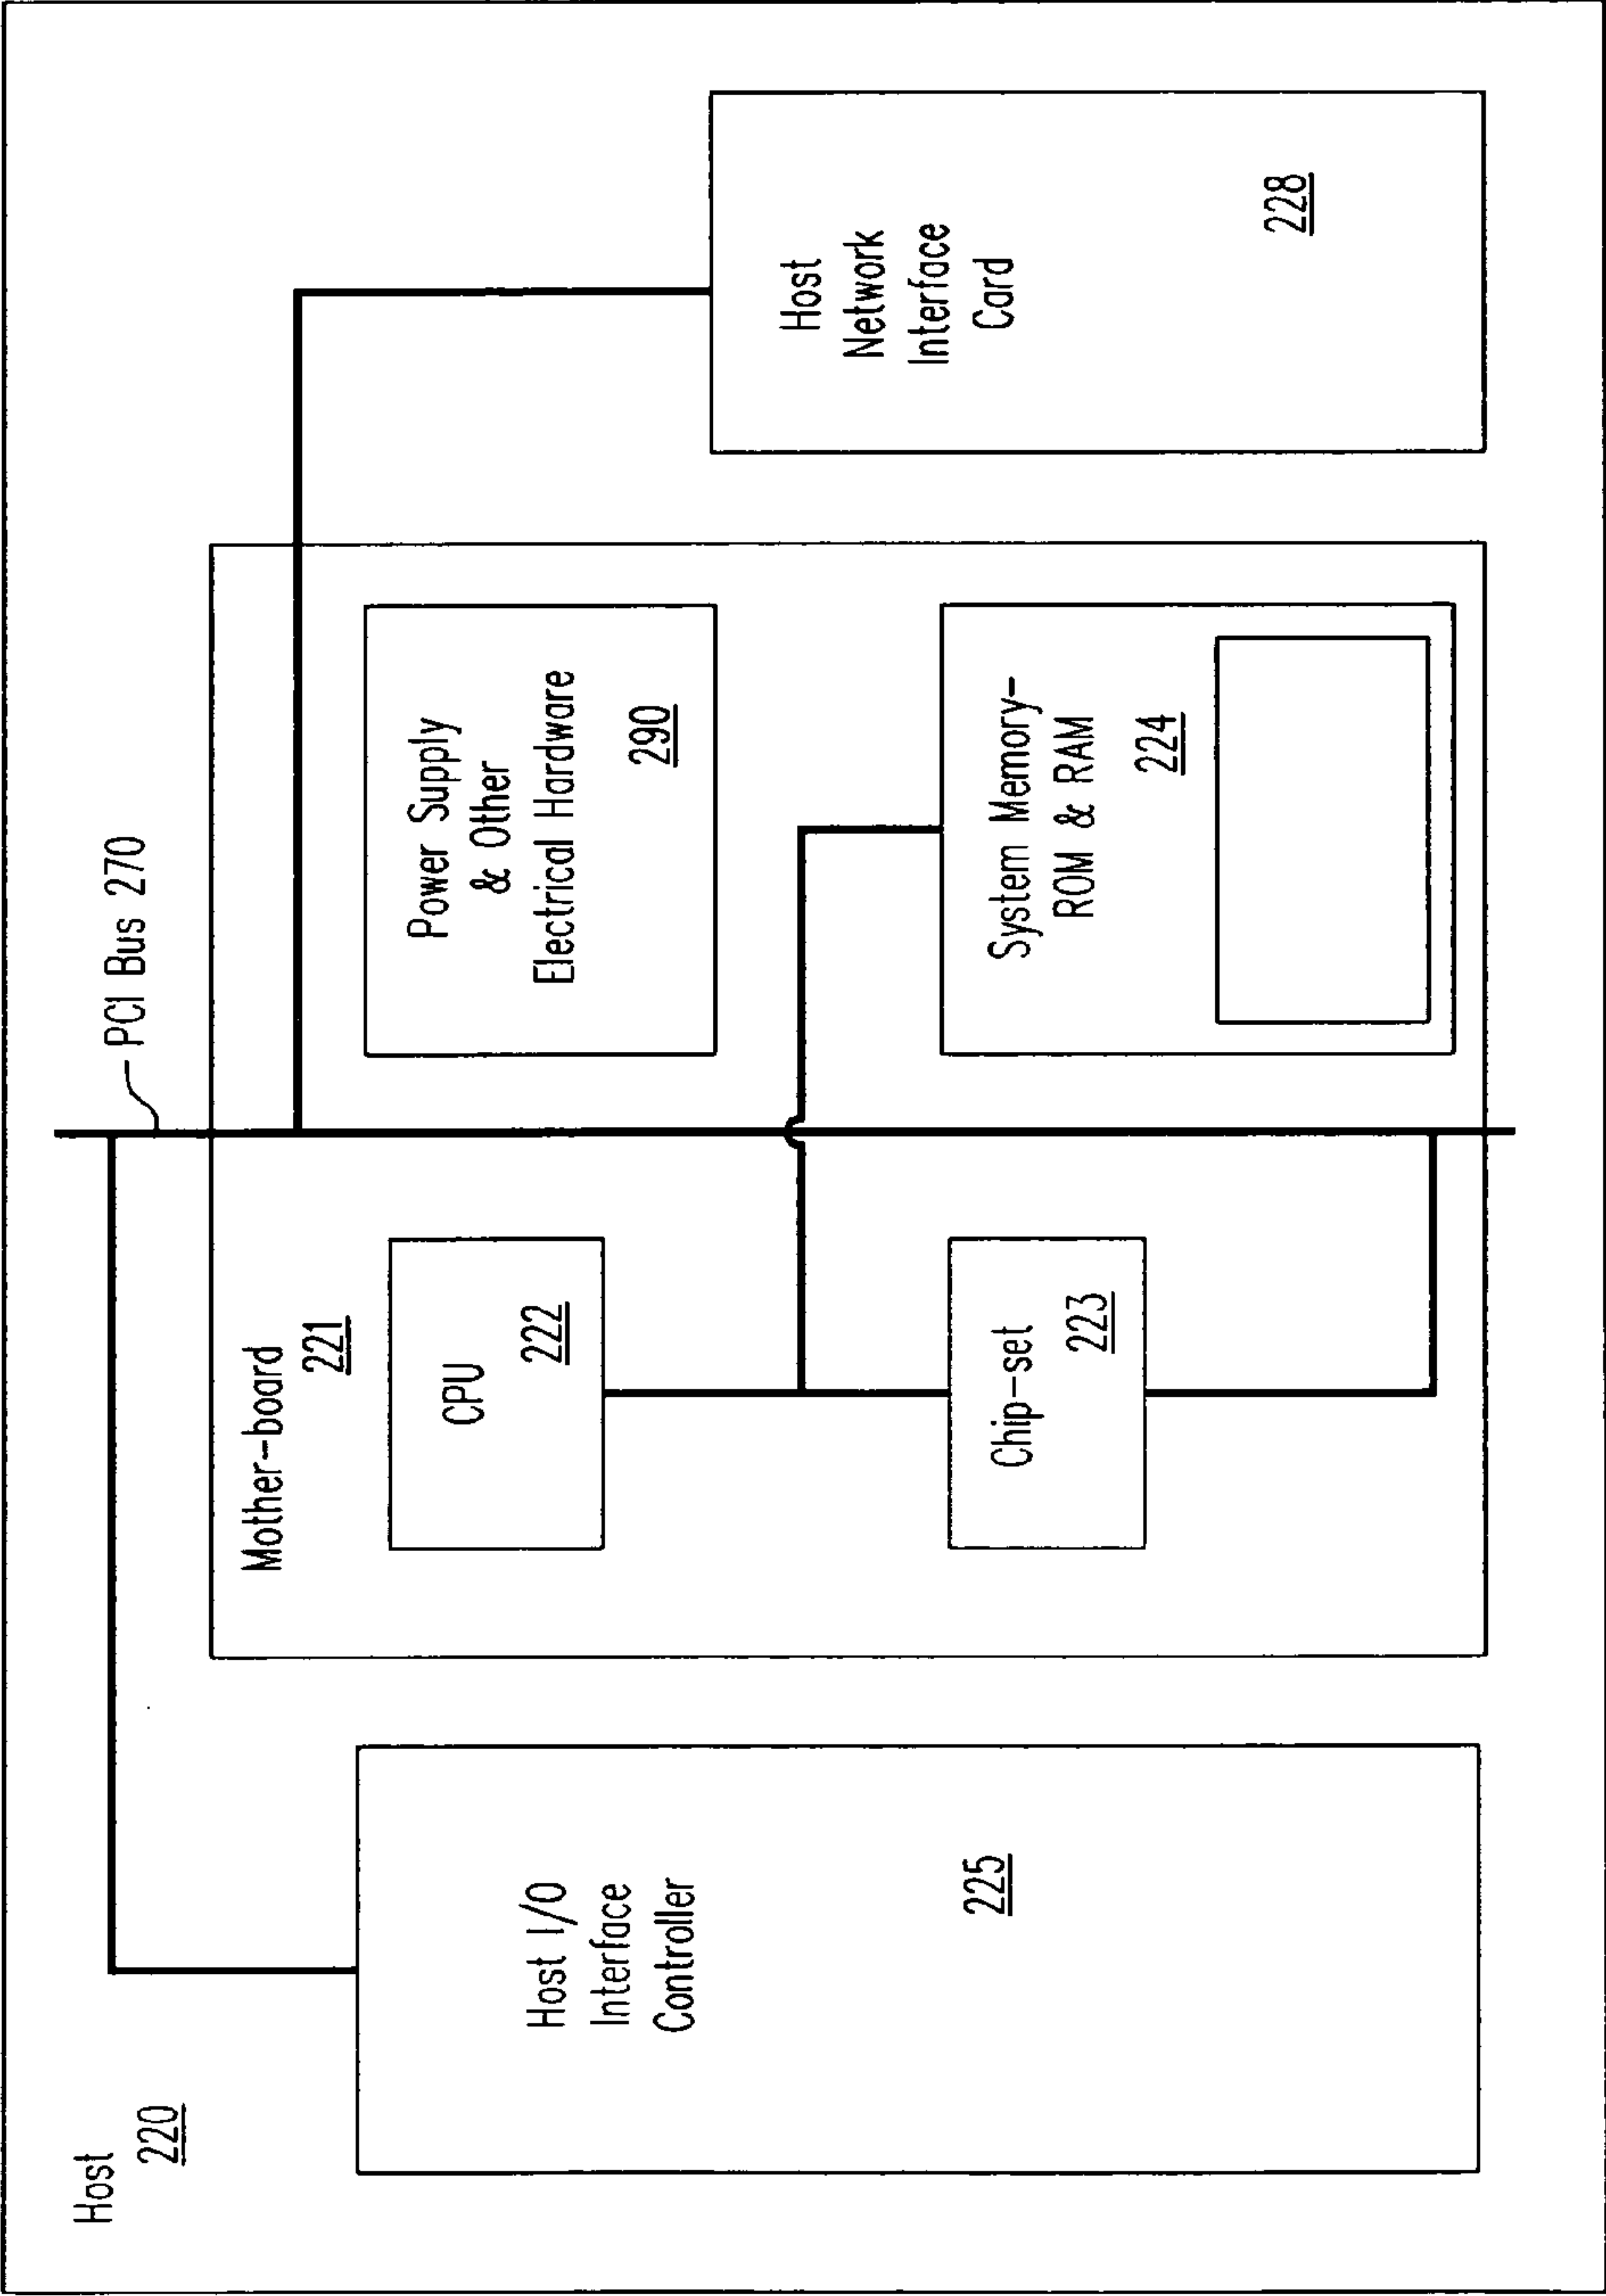 Host
220
PCI Bus 270
Host I/O
Interface
Controller
225
Mother-board
221
CPU
222
Chip-set
223
Power Supply
& Other
Electrical Hardware
290
System Memory-
ROM & RAM
224
Host
Network
Interface
Card
228